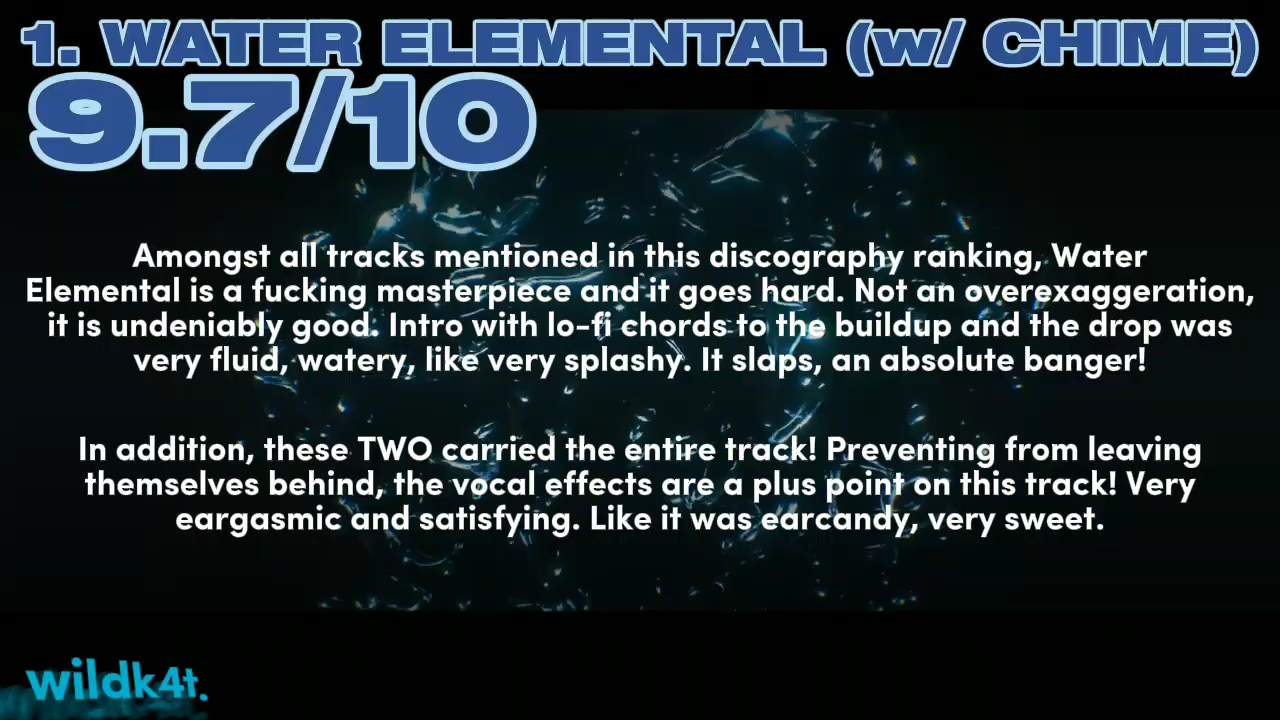 1. WATER ELEMENTAL (w/ CHIME)
9.7/10
Amongst all tracks mentioned in this discography ranking, Water
Elemental is a fucking masterpiece and it goes hard. Not an overexaggeration,
it is undeniably good. Intro with lo-fi chords to the buildup and the drop was
very fluid, watery, like very splashy. It slaps, an absolute banger!
In addition, these TWO carried the entire track! Preventing from leaving
themselves behind, the vocal effects are a plus point on this track! Very
eargasmic and satisfying. Like it was earcandy, very sweet.
wildk4t.